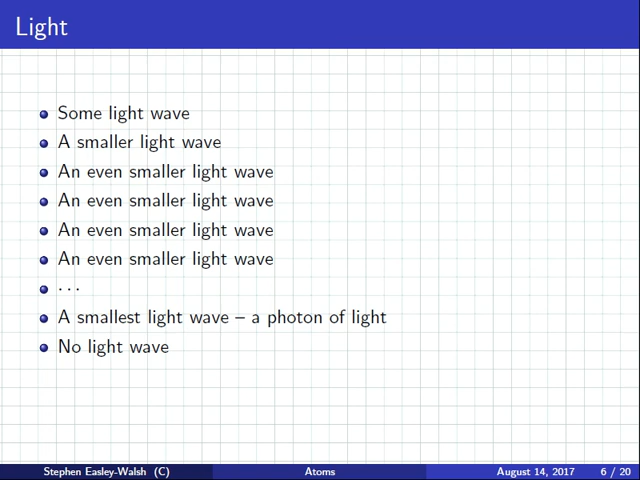 Light
Some light wave
A smaller light wave
An even smaller light wave
An even smaller light wave
An even smaller light wave
An even smaller light wave
· · ·
A smallest light wave – a photon of light
No light wave
Stephen Easley-Walsh (C) Atoms August 14, 2017 6 / 20